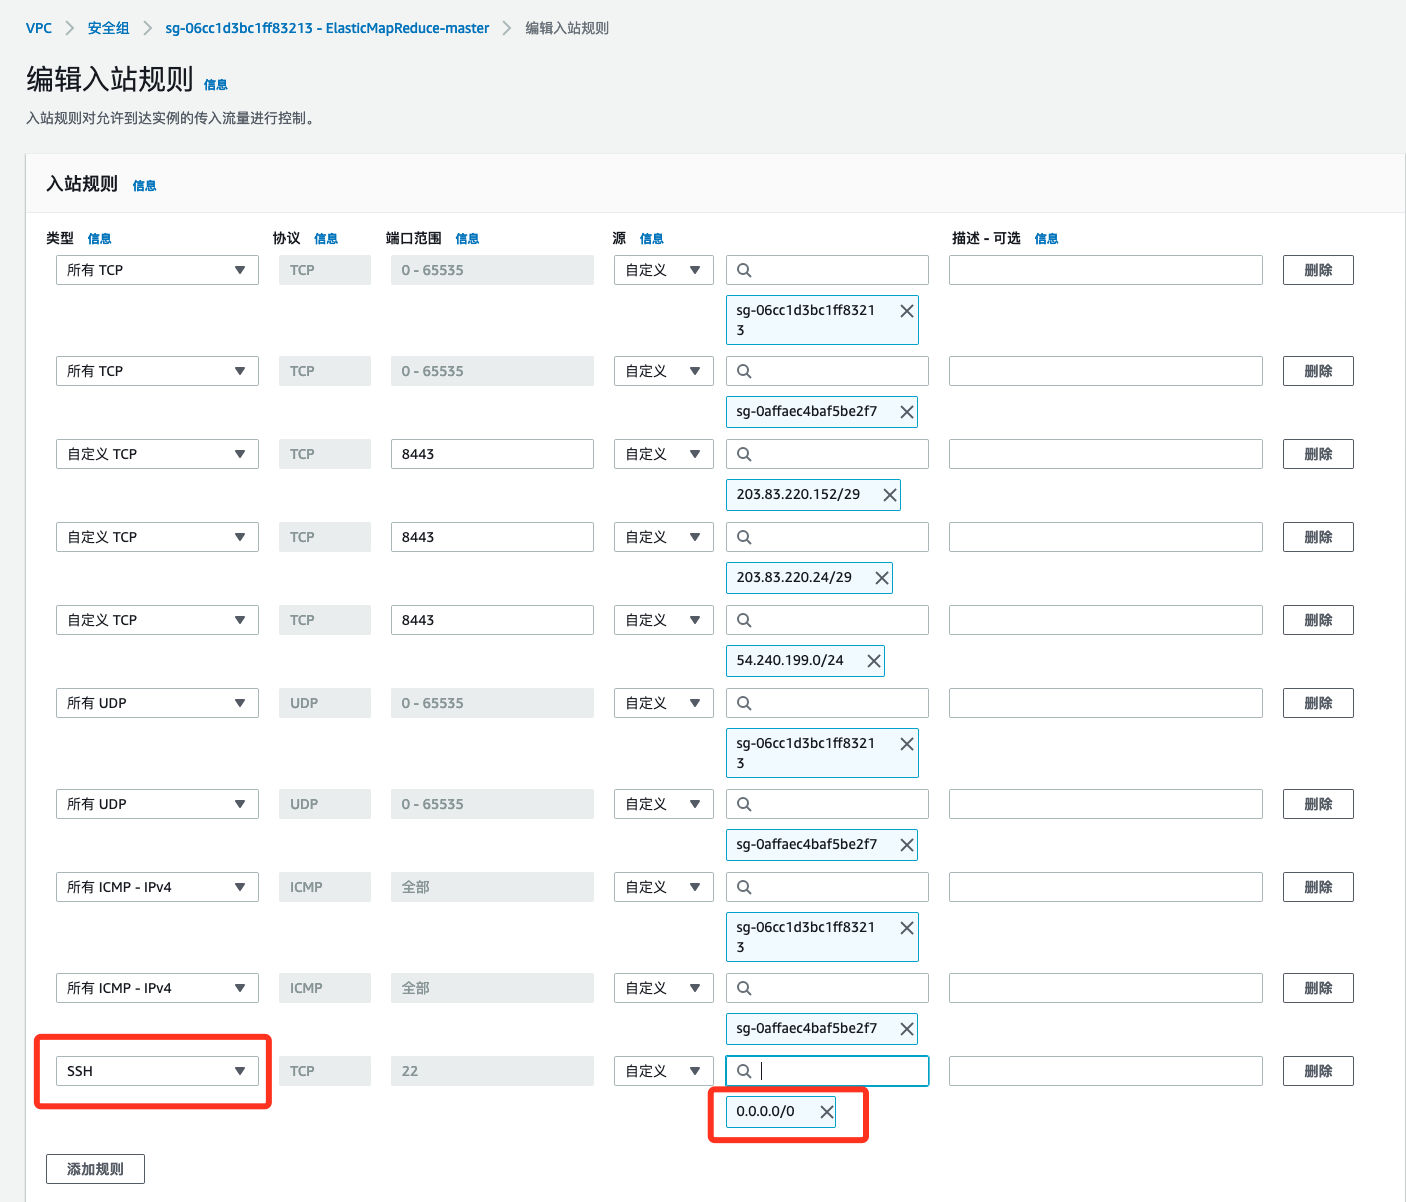 VPC > 安全组 > sg-06cc1d3bc1ff83213 - ElasticMapReduce-master > 编辑入站规则
编辑入站规则 信息
入站规则对允许到达实例的传入流量进行控制。
入站规则 信息
类型 信息 协议 信息 端口范围 信息 源 信息 描述 - 可选 信息
所有 TCP TCP 0 - 65535 自定义 删除
sg-06cc1d3bc1ff8321
3
所有 TCP TCP 0 - 65535 自定义 删除
sg-0affaec4baf5be2f7
自定义 TCP TCP 8443 自定义 删除
203.83.220.152/29
自定义 TCP TCP 8443 自定义 删除
203.83.220.24/29
自定义 TCP TCP 8443 自定义 删除
54.240.199.0/24
所有 UDP UDP 0 - 65535 自定义 删除
sg-06cc1d3bc1ff8321
3
所有 UDP UDP 0 - 65535 自定义 删除
sg-0affaec4baf5be2f7
所有 ICMP - IPv4 ICMP 全部 自定义 删除
sg-06cc1d3bc1ff8321
3
所有 ICMP - IPv4 ICMP 全部 自定义 删除
sg-0affaec4baf5be2f7
SSH TCP 22 自定义 删除
0.0.0.0/0
添加规则